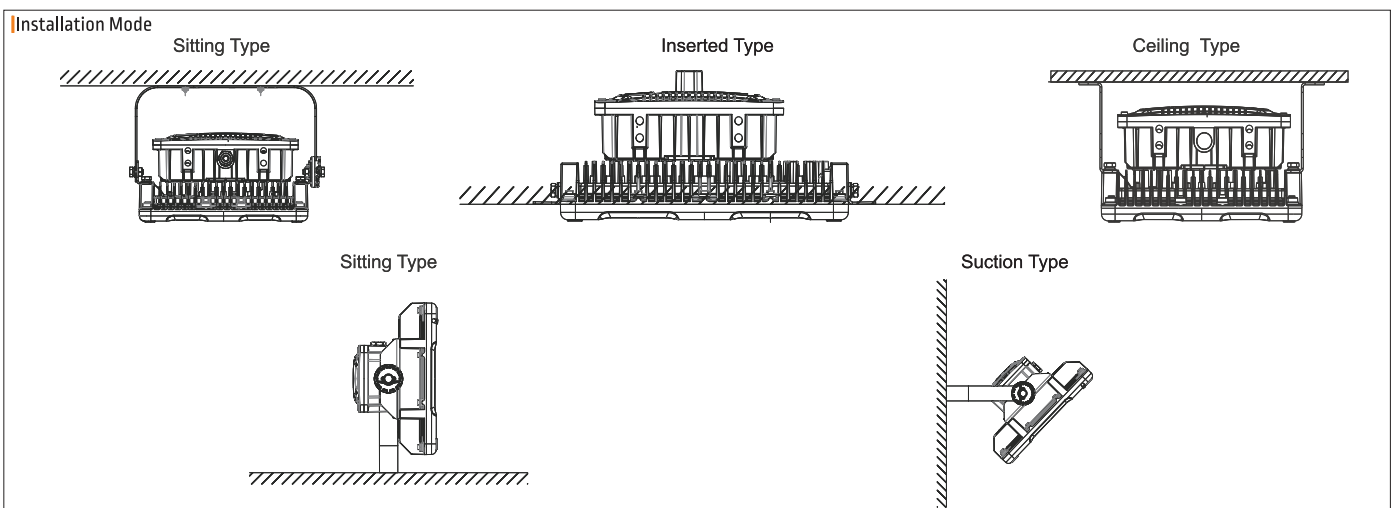 Installation Mode
Sitting Type
Inserted Type
Ceiling Type
Sitting Type
Suction Type